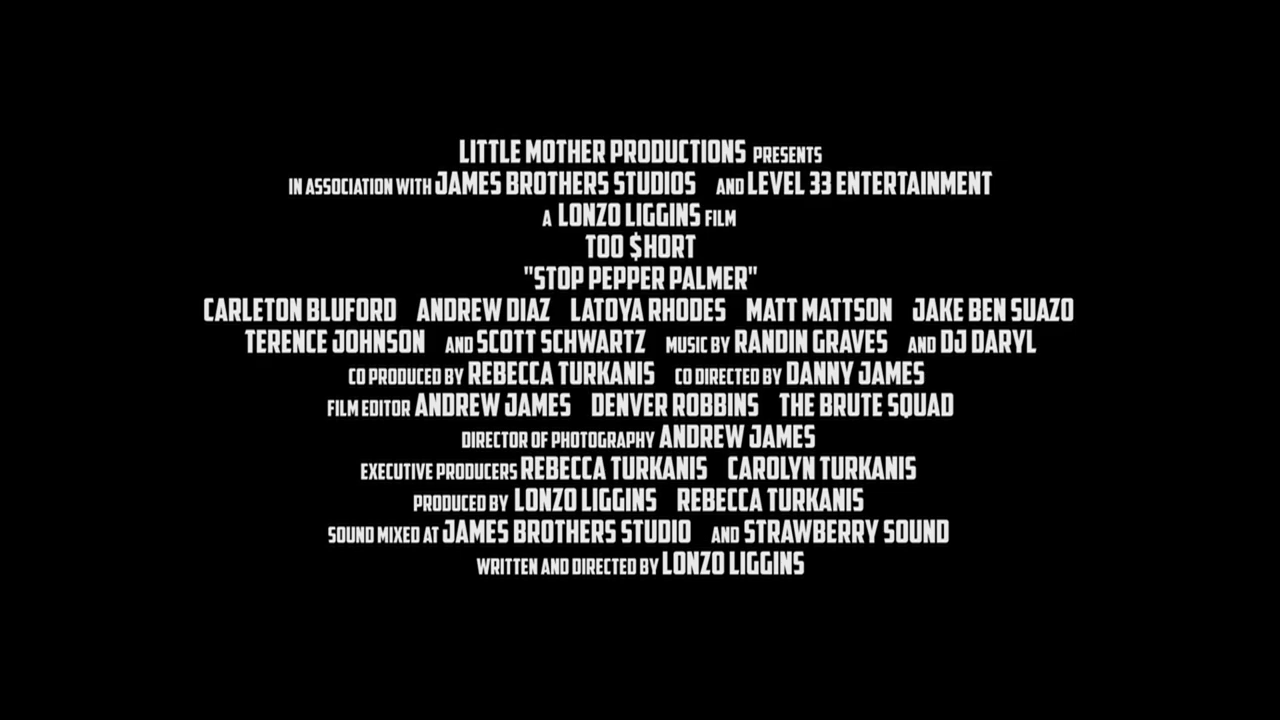 LITTLE MOTHER PRODUCTIONS PRESENTS
IN ASSOCIATION WITH JAMES BROTHERS STUDIOS AND LEVEL 33 ENTERTAINMENT
A LONZO LIGGINS FILM
TOO $HORT
"STOP PEPPER PALMER"
CARLETON BLUFORD ANDREW DIAZ LATOYA RHODES MATT MATTSON JAKE BEN SUAZO
TERENCE JOHNSON AND SCOTT SCHWARTZ MUSIC BY RANDIN GRAVES AND DJ DARYL
CO PRODUCED BY REBECCA TURKANIS CO DIRECTED BY DANNY JAMES
FILM EDITOR ANDREW JAMES DENVER ROBBINS THE BRUTE SQUAD
DIRECTOR OF PHOTOGRAPHY ANDREW JAMES
EXECUTIVE PRODUCERS REBECCA TURKANIS CAROLYN TURKANIS
PRODUCED BY LONZO LIGGINS REBECCA TURKANIS
SOUND MIXED AT JAMES BROTHERS STUDIO AND STRAWBERRY SOUND
WRITTEN AND DIRECTED BY LONZO LIGGINS